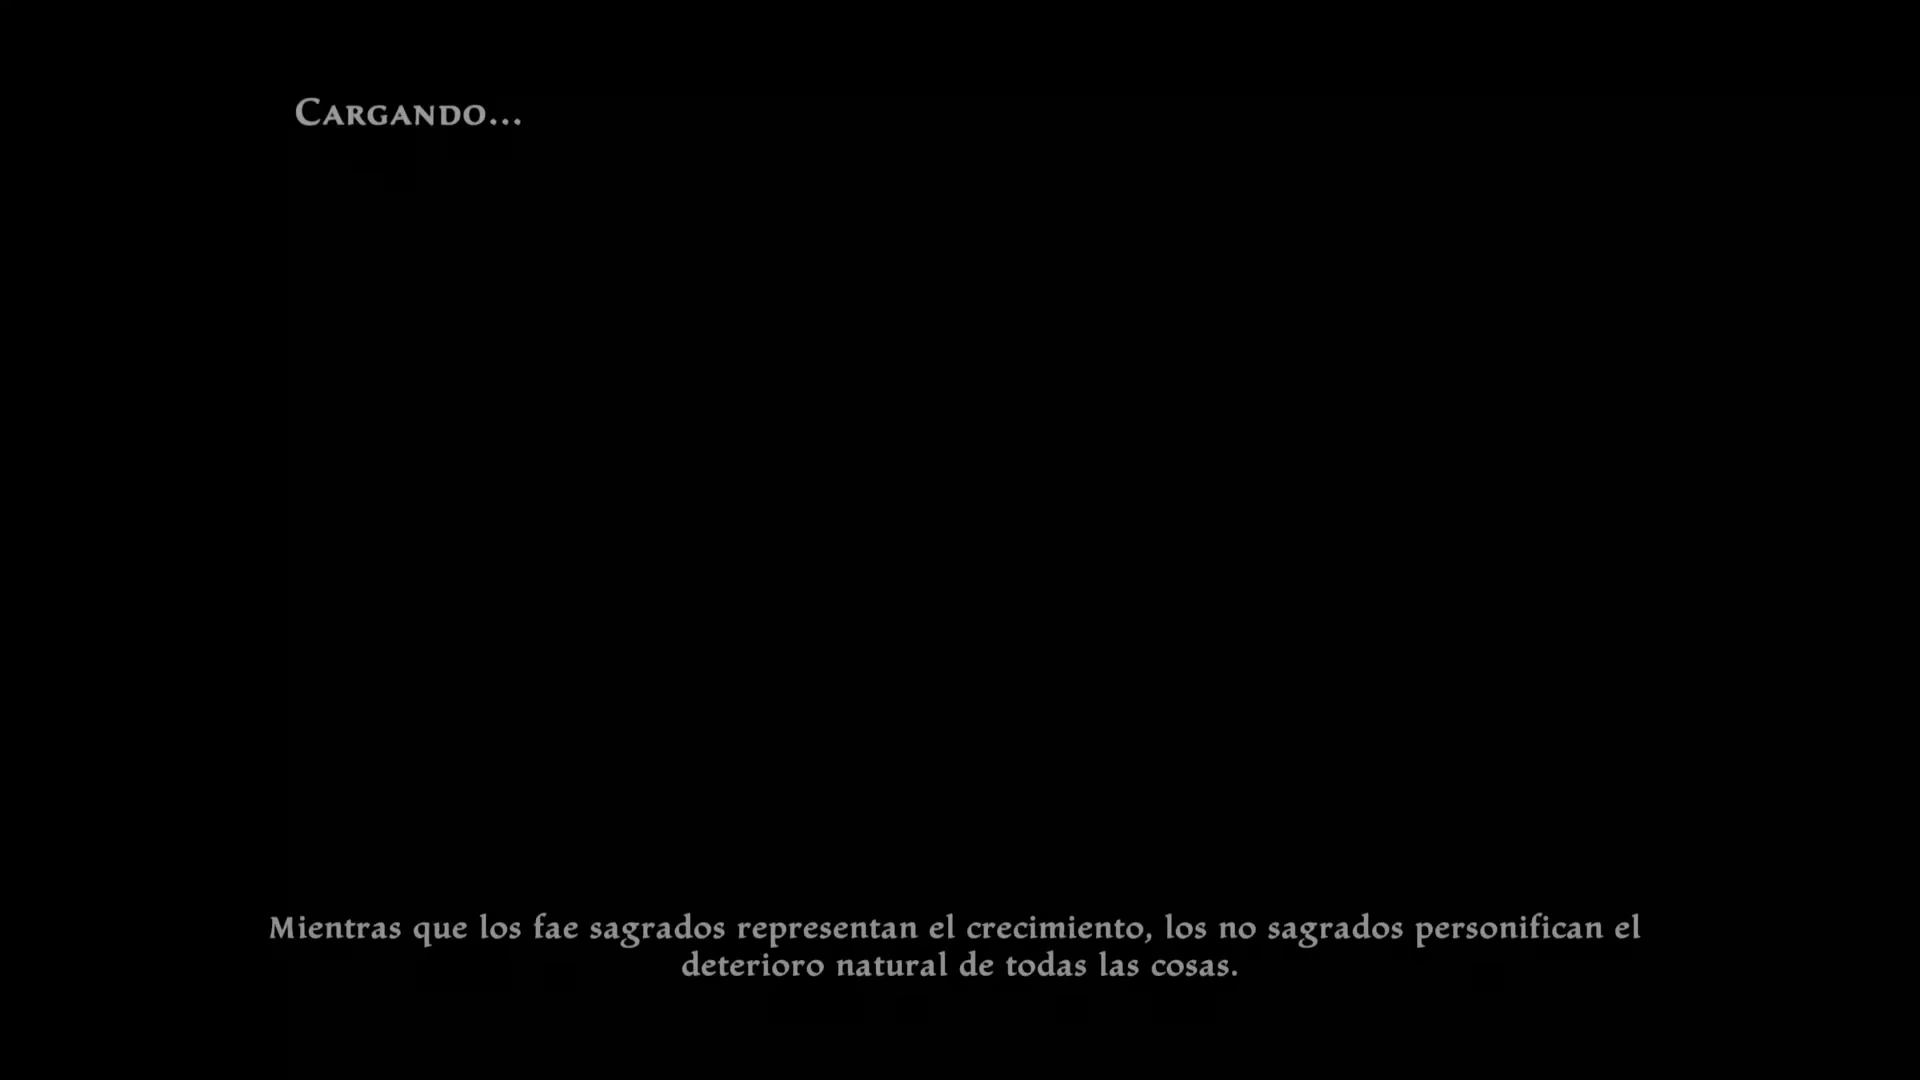 Cargando...
Mientras que los fae sagrados representan el crecimiento, los no sagrados personifican el
deterioro natural de todas las cosas.